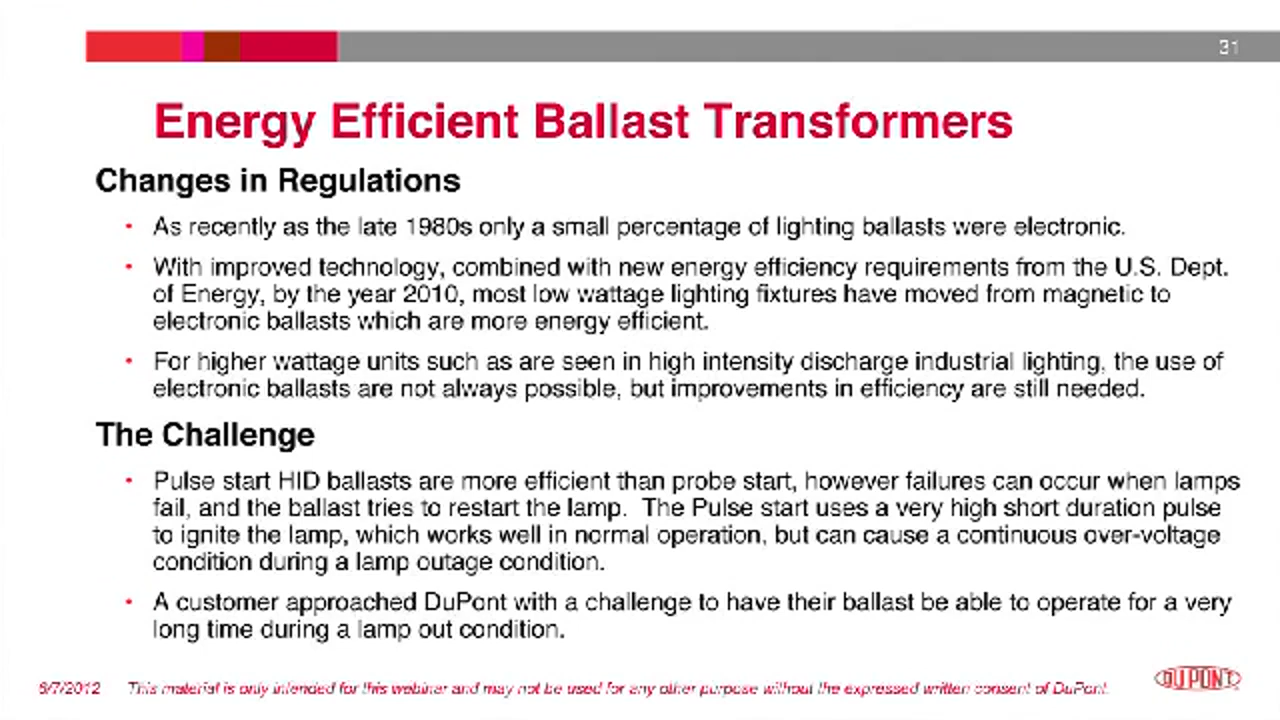 31
Energy Efficient Ballast Transformers
Changes in Regulations
• As recently as the late 1980s only a small percentage of lighting ballasts were electronic.
• With improved technology, combined with new energy efficiency requirements from the U.S. Dept.
of Energy, by the year 2010, most low wattage lighting fixtures have moved from magnetic to
electronic ballasts which are more energy efficient.
• For higher wattage units such as are seen in high intensity discharge industrial lighting, the use of
electronic ballasts are not always possible, but improvements in efficiency are still needed.
The Challenge
• Pulse start HID ballasts are more efficient than probe start, however failures can occur when lamps
fail, and the ballast tries to restart the lamp. The Pulse start uses a very high short duration pulse
to ignite the lamp, which works well in normal operation, but can cause a continuous over-voltage
condition during a lamp outage condition.
• A customer approached DuPont with a challenge to have their ballast be able to operate for a very
long time during a lamp out condition.
6/7/2012 This material is only intended for this webinar and may not be used for any other purpose without the expressed written consent of DuPont.
DUPONT